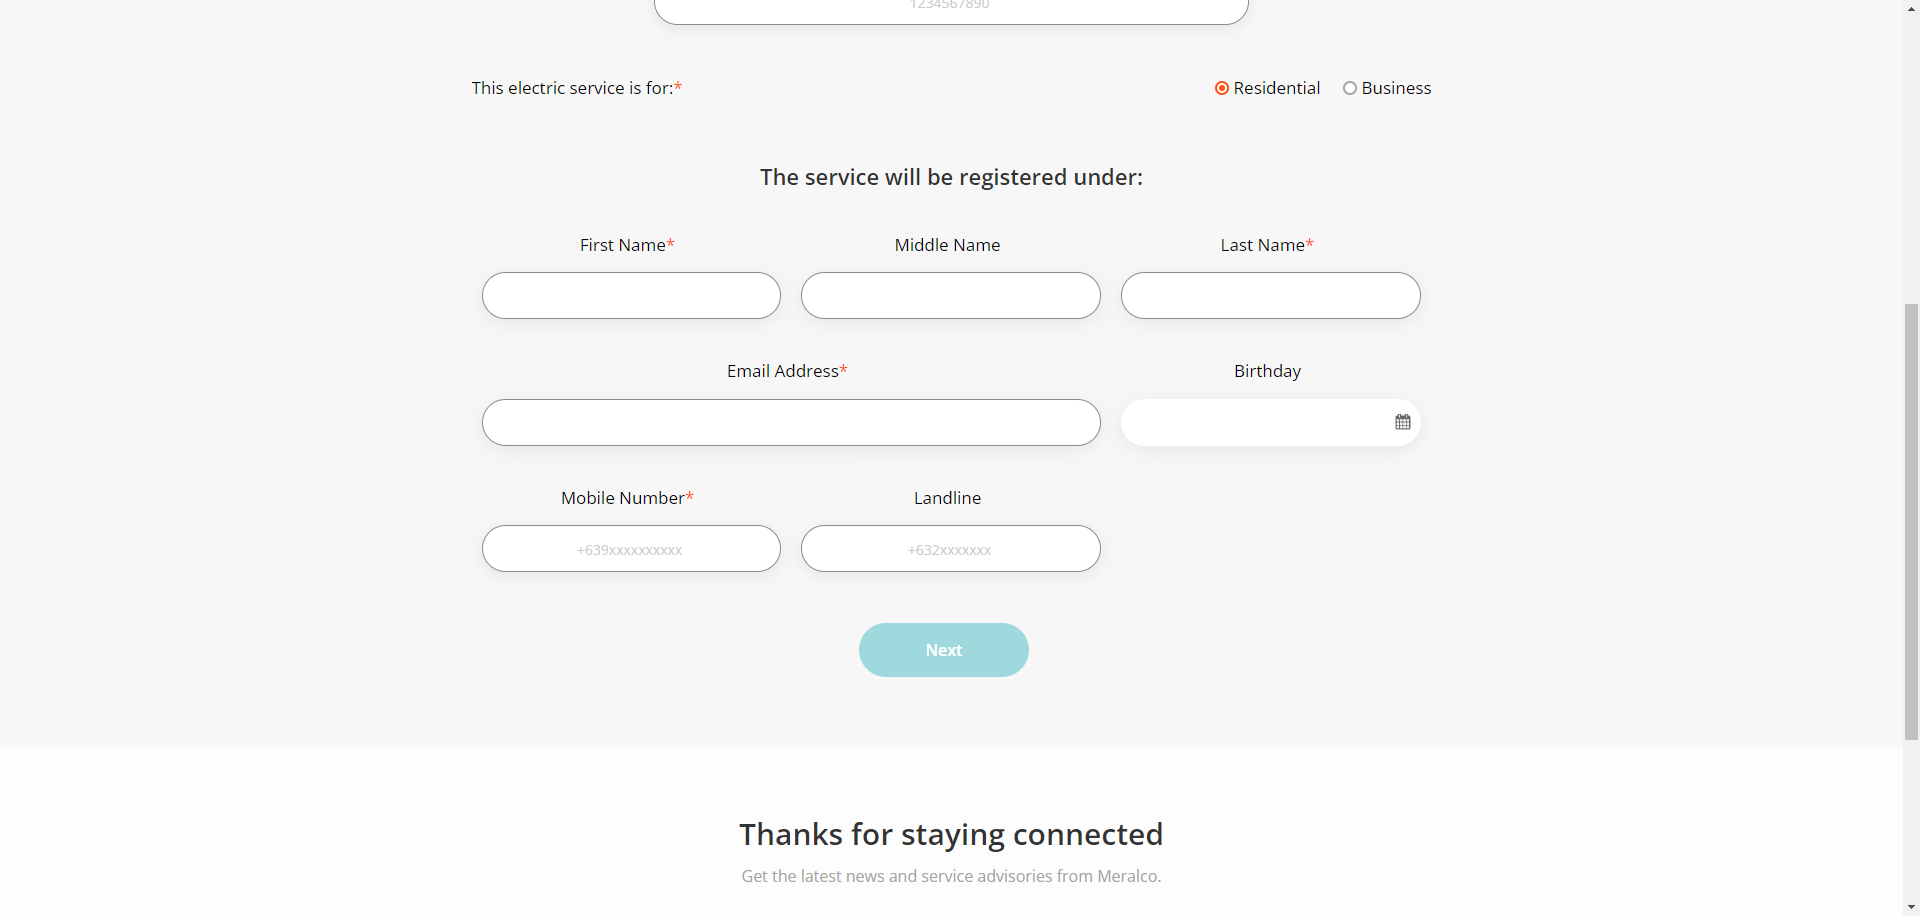 1234567890
This electric service is for:* Residential Business
The service will be registered under:
First Name* Middle Name Last Name*
Email Address* Birthday
Mobile Number* Landline
+639xxxxxxxxxx +632xxxxxxx
Next
Thanks for staying connected
Get the latest news and service advisories from Meralco.